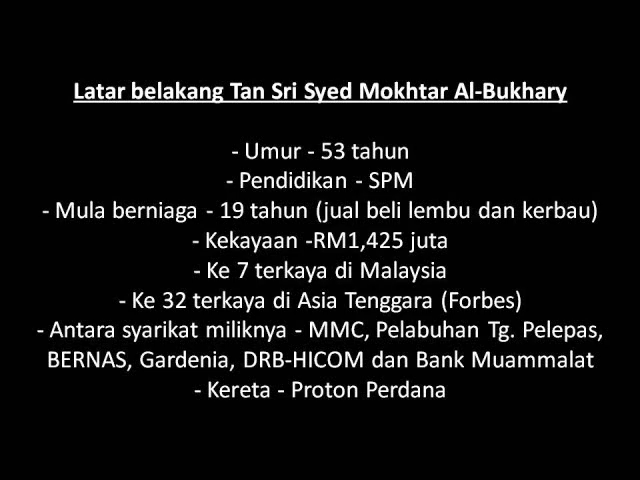 Latar belakang Tan Sri Syed Mokhtar Al-Bukhary
- Umur - 53 tahun
- Pendidikan - SPM
- Mula berniaga - 19 tahun (jual beli lembu dan kerbau)
- Kekayaan -RM1,425 juta
- Ke 7 terkaya di Malaysia
- Ke 32 terkaya di Asia Tenggara (Forbes)
- Antara syarikat miliknya - MMC, Pelabuhan Tg. Pelepas,
BERNAS, Gardenia, DRB-HICOM dan Bank Muammalat
- Kereta - Proton Perdana